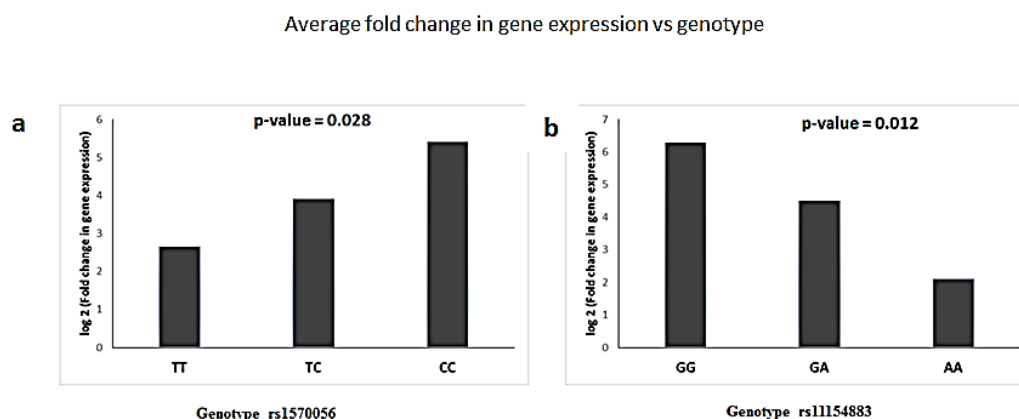 Average fold change in gene expression vs genotype
a
p-value = 0.028
log 2 (Fold change in gene expression)
6
5
4
3
2
1
0
TT TC CC
Genotype rs1570056
b
p-value = 0.012
log 2 (Fold change in gene expression)
7
6
5
4
3
2
1
0
GG GA AA
Genotype rs11154883